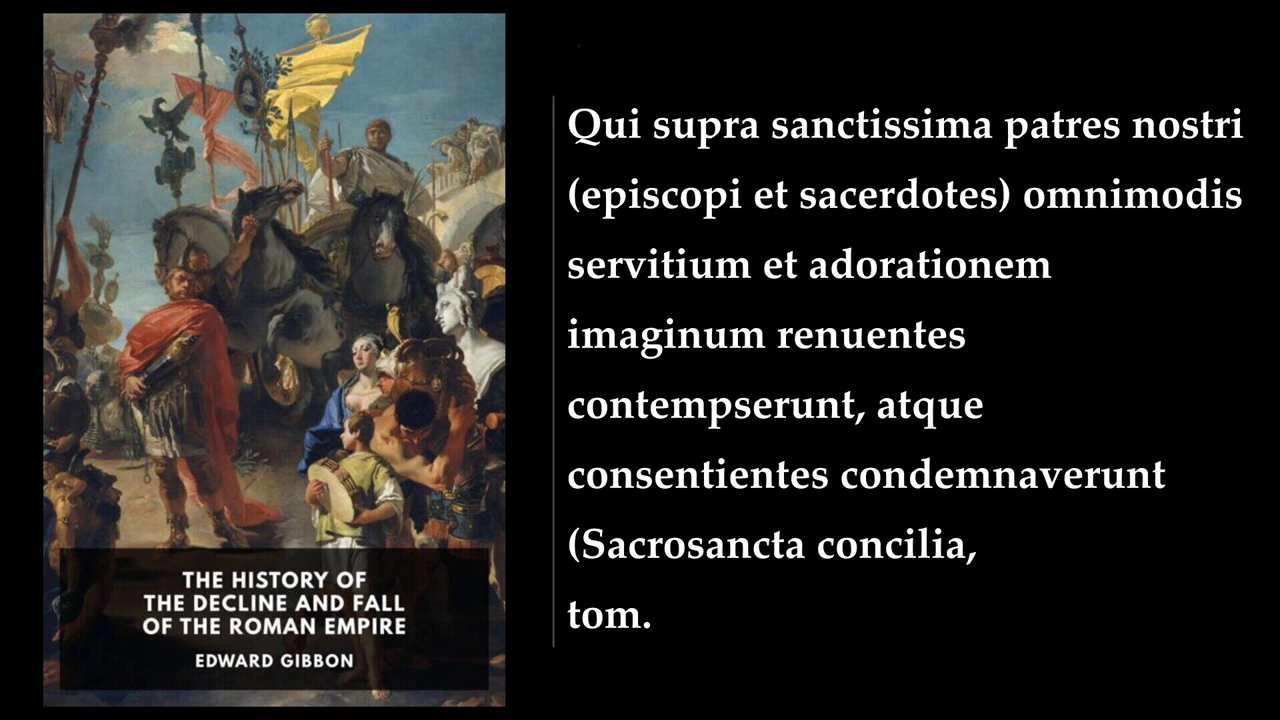 THE HISTORY OF
THE DECLINE AND FALL
OF THE ROMAN EMPIRE
EDWARD GIBBON
Qui supra sanctissima patres nostri
(episcopi et sacerdotes) omnimodis
servitium et adorationem
imaginum renuentes
contempserunt, atque
consentientes condemnaverunt
(Sacrosancta concilia,
tom.